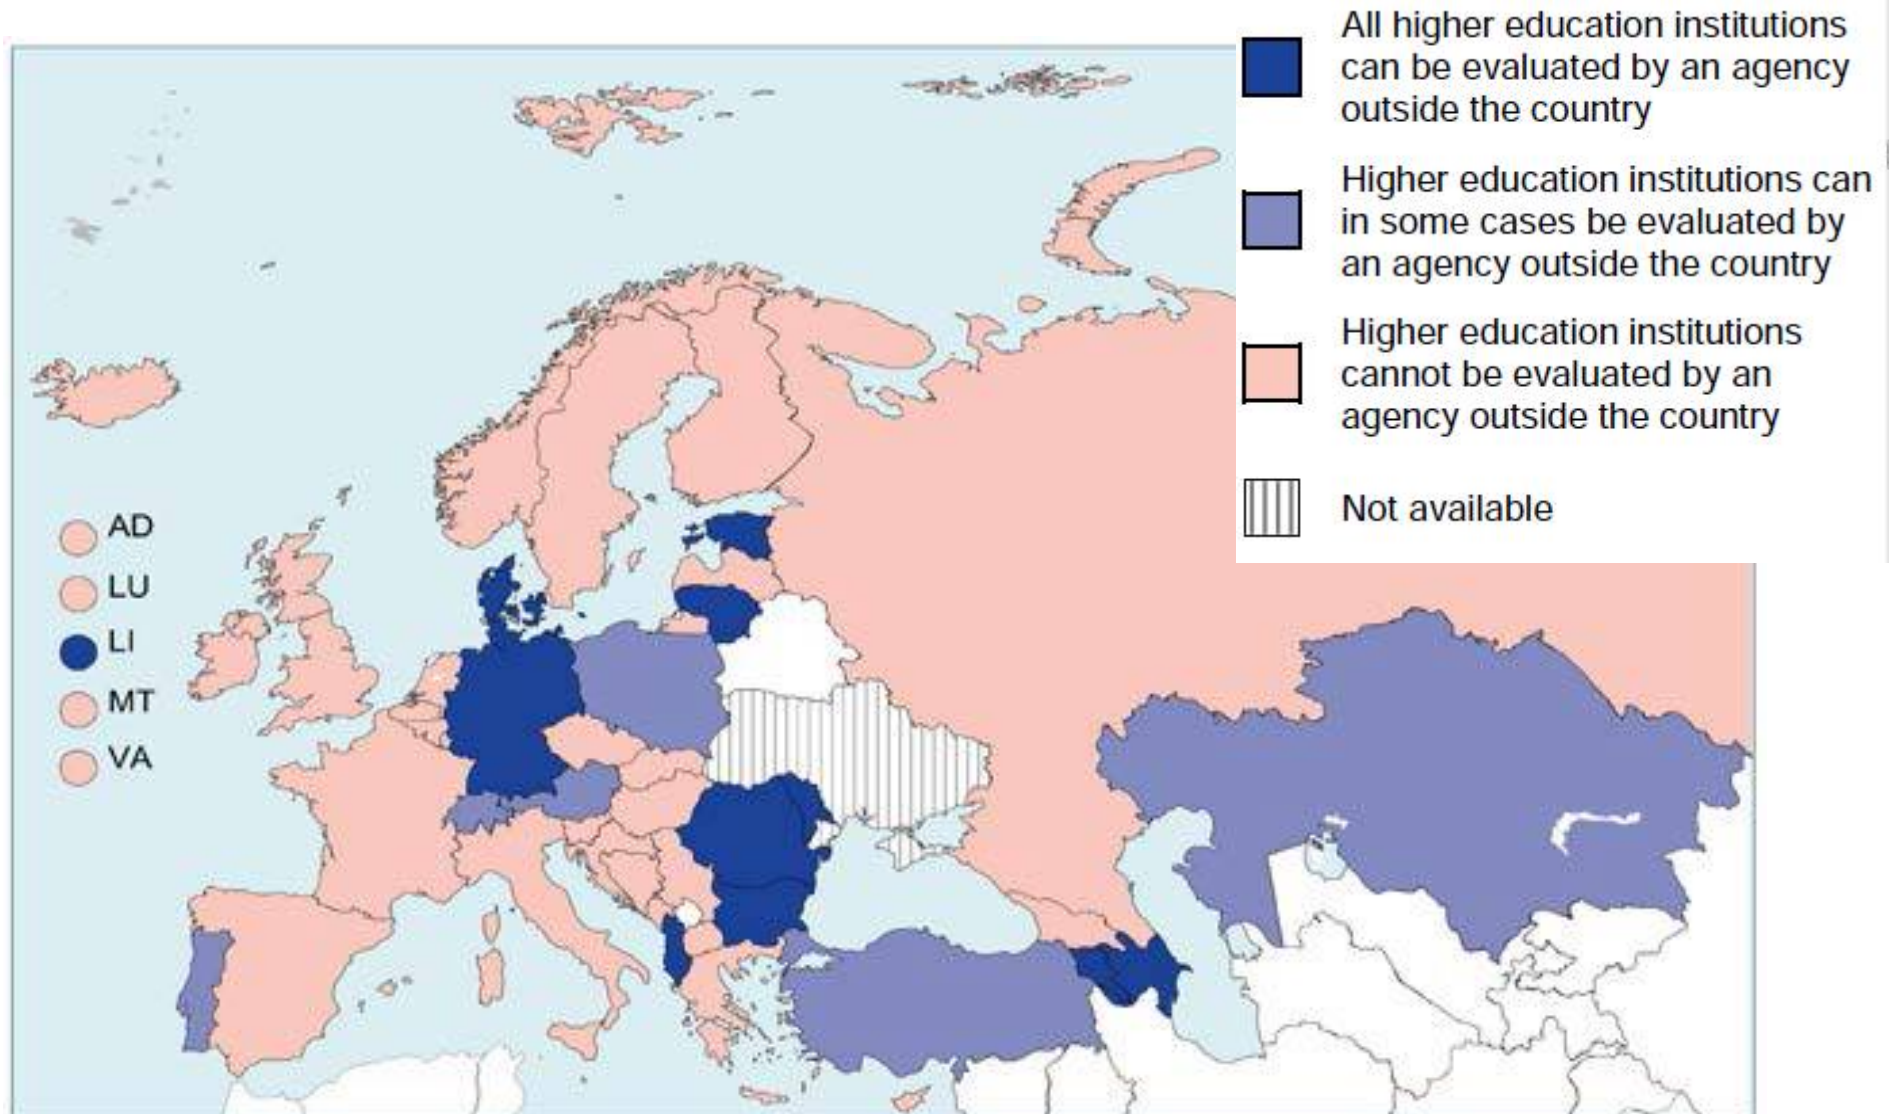 All higher education institutions
can be evaluated by an agency
outside the country
Higher education institutions can
in some cases be evaluated by
an agency outside the country
Higher education institutions
cannot be evaluated by an
agency outside the country
Not available
AD
LU
LI
MT
VA